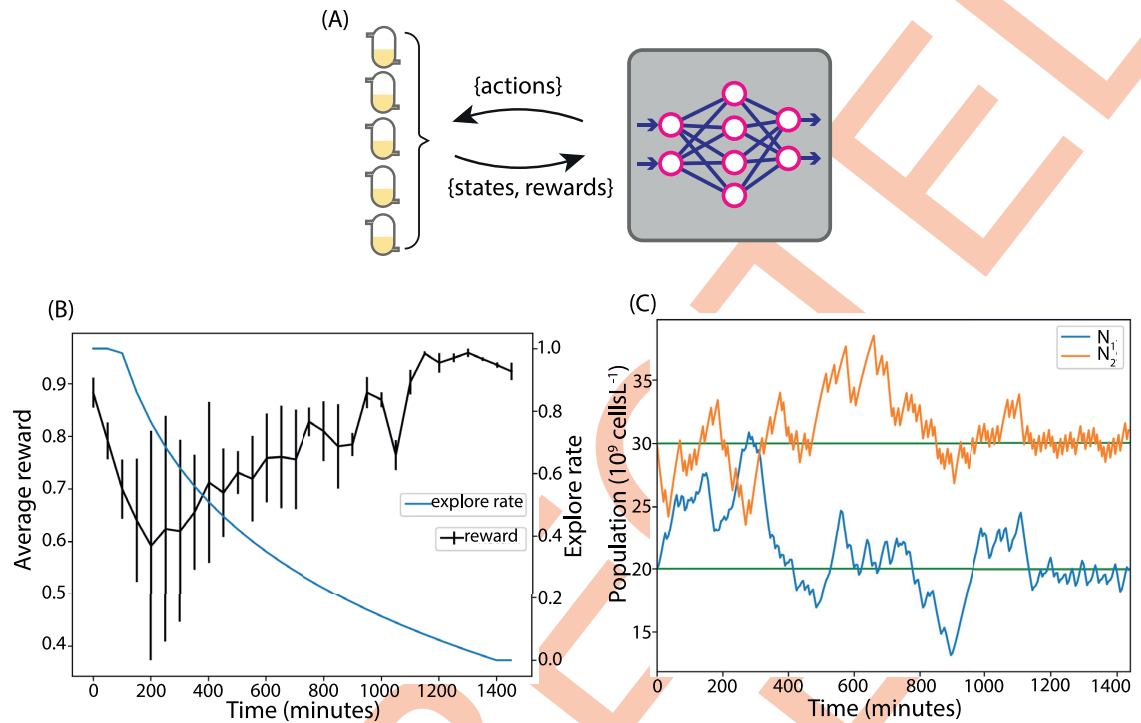 (A)
{actions}
{states, rewards}
(B)
Average reward
0.9
0.8
0.7
0.6
0.5
0.4
1.0
0.8
0.6
0.4
0.2
0.0
Explore rate
explore rate
reward
0 200 400 600 800 1000 1200 1400
Time (minutes)
(C)
Population (10⁹ cellsL⁻¹)
35
30
25
20
15
N₁
N₂
0 200 400 600 800 1000 1200 1400
Time (minutes)